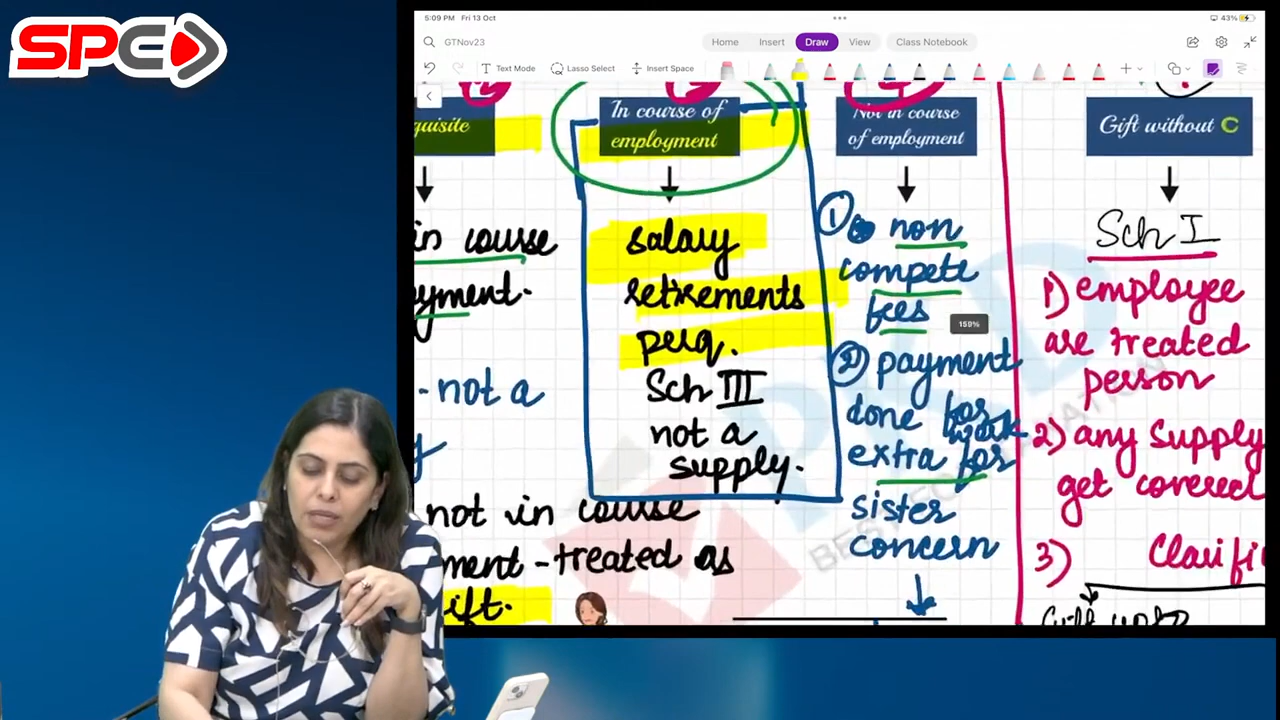 SPC
5:09 PM Fri 13 Oct
43%
GTNov23
Home Insert Draw View Class Notebook
Text Mode Lasso Select Insert Space
quisite
in course
yment.
- not a
y
not in course
ment - treated as
ift.
In course of
employment
salary
retirements
perq.
Sch III
not a
supply.
Not in course
of employment
1 non
compete
fees
2 payment
done for
work
extra for
sister
concern
159%
Gift without C
Sch I
1) employee
are treated
person
2) any Supply
get covered
3) Clarifi